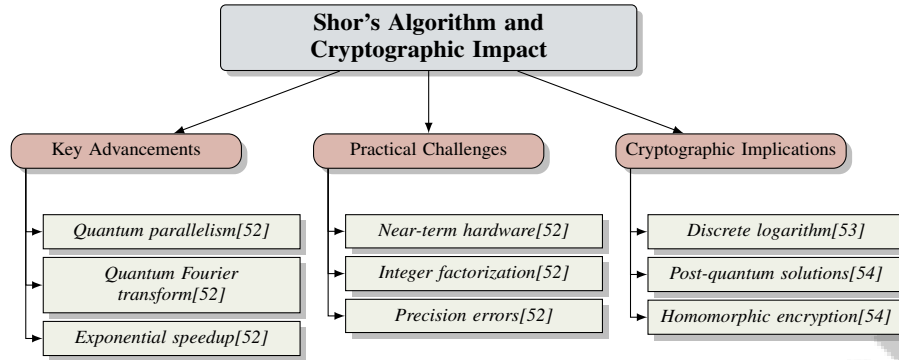 Shor's Algorithm and
Cryptographic Impact
Key Advancements
Quantum parallelism[52]
Quantum Fourier
transform[52]
Exponential speedup[52]
Practical Challenges
Near-term hardware[52]
Integer factorization[52]
Precision errors[52]
Cryptographic Implications
Discrete logarithm[53]
Post-quantum solutions[54]
Homomorphic encryption[54]